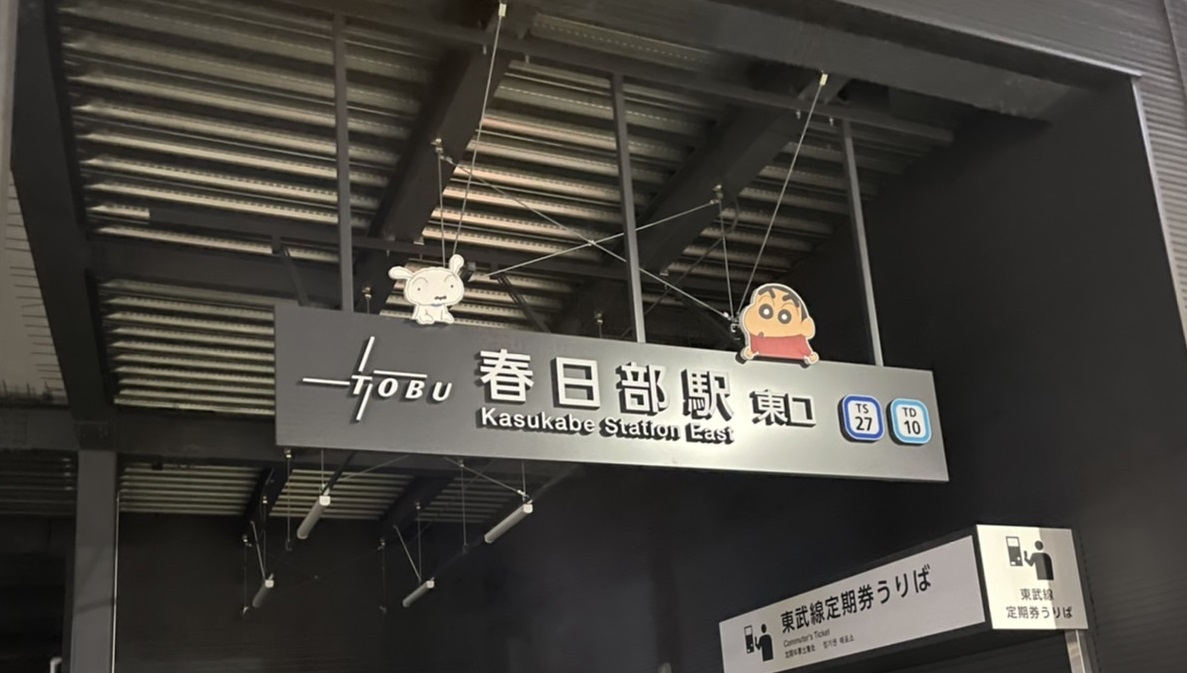 TOBU
春日部駅 東口
Kasukabe Station East
TS
27
TD
10
東武線定期券うりば
Commuter's Ticket
東武線
定期券うりば